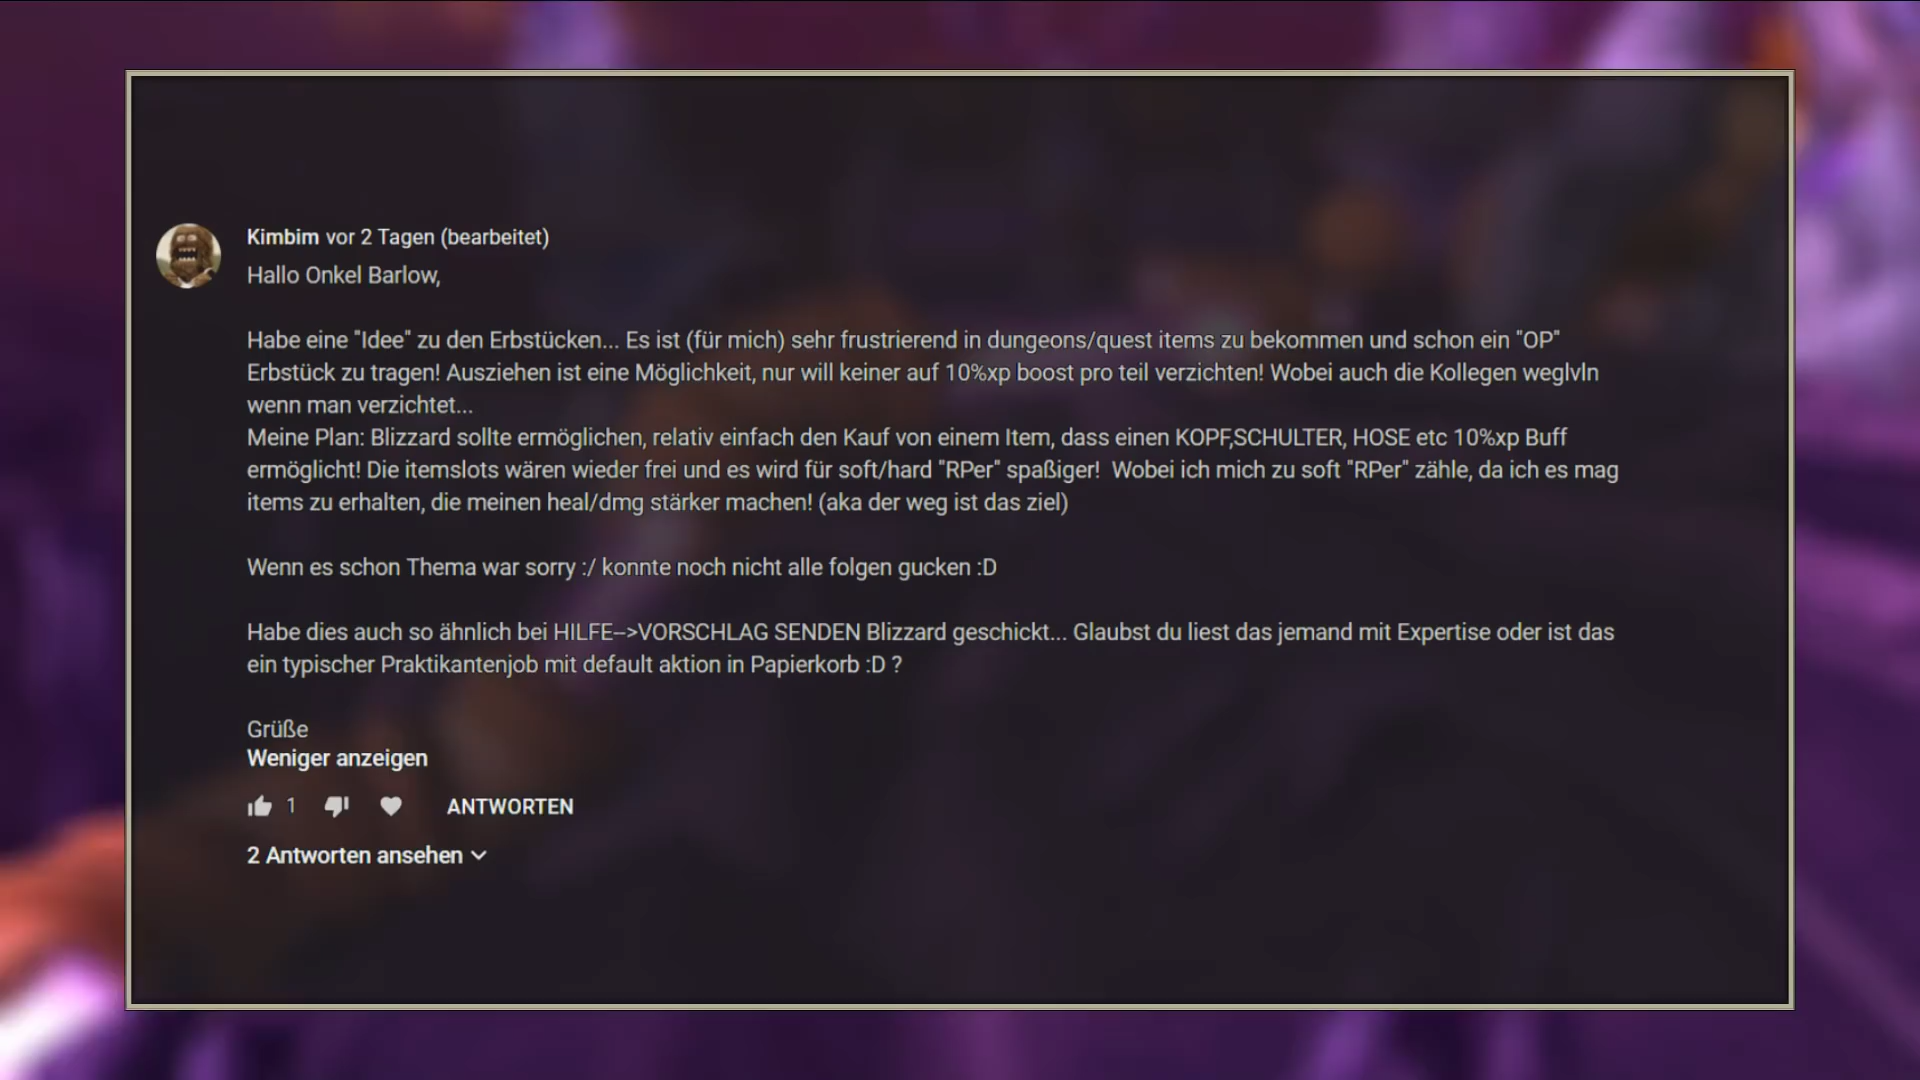 Kimbim vor 2 Tagen (bearbeitet)
Hallo Onkel Barlow,
Habe eine "Idee" zu den Erbstücken... Es ist (für mich) sehr frustrierend in dungeons/quest items zu bekommen und schon ein "OP"
Erbstück zu tragen! Ausziehen ist eine Möglichkeit, nur will keiner auf 10%xp boost pro teil verzichten! Wobei auch die Kollegen weglvln
wenn man verzichtet...
Meine Plan: Blizzard sollte ermöglichen, relativ einfach den Kauf von einem Item, dass einen KOPF,SCHULTER, HOSE etc 10%xp Buff
ermöglicht! Die itemslots wären wieder frei und es wird für soft/hard "RPer" spaßiger!  Wobei ich mich zu soft "RPer" zähle, da ich es mag
items zu erhalten, die meinen heal/dmg stärker machen! (aka der weg ist das ziel)
Wenn es schon Thema war sorry :/ konnte noch nicht alle folgen gucken :D
Habe dies auch so ähnlich bei HILFE-->VORSCHLAG SENDEN Blizzard geschickt... Glaubst du liest das jemand mit Expertise oder ist das
ein typischer Praktikantenjob mit default aktion in Papierkorb :D ?
Grüße
Weniger anzeigen
1 ANTWORTEN
2 Antworten ansehen